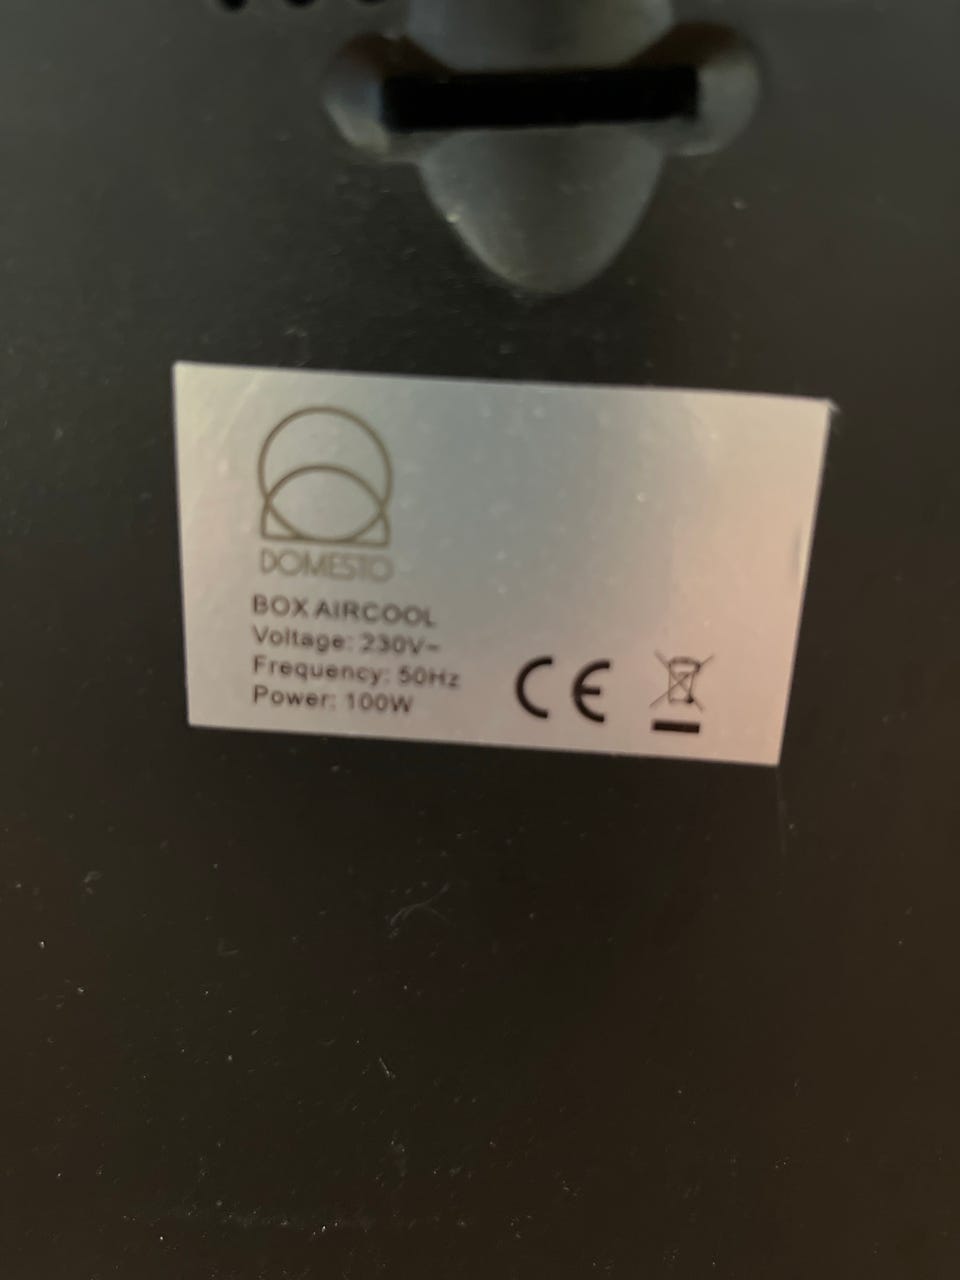 DOMESTO
BOX AIRCOOL
Voltage: 230V~
Frequency: 50Hz
Power: 100W
CE